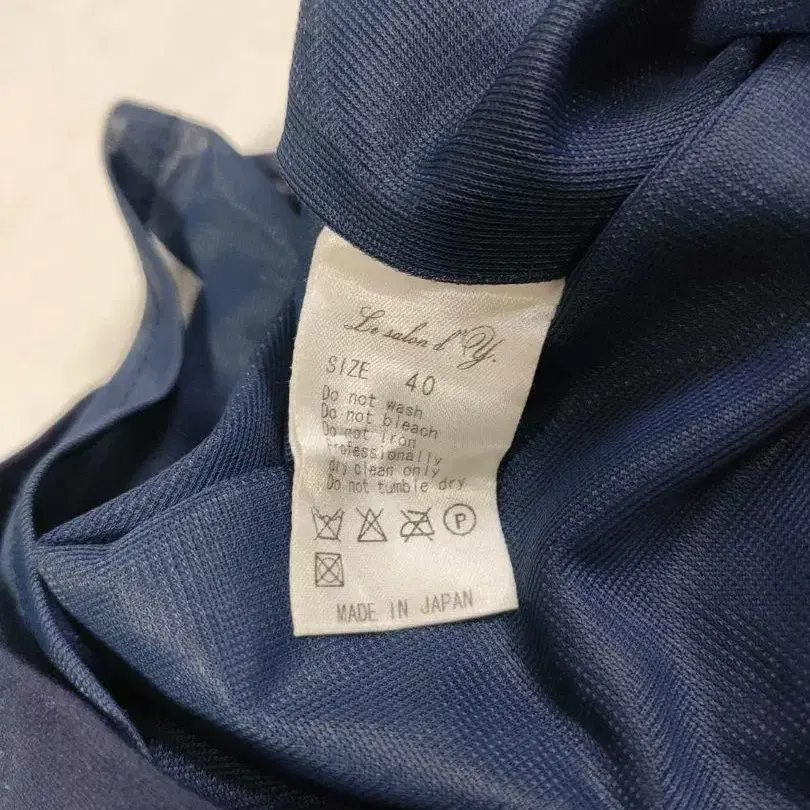 Le salon d'Y.
SIZE 40
Do not wash
Do not bleach
Do not iron
Professionally
dry clean only
Do not tumble dry
P
MADE IN JAPAN